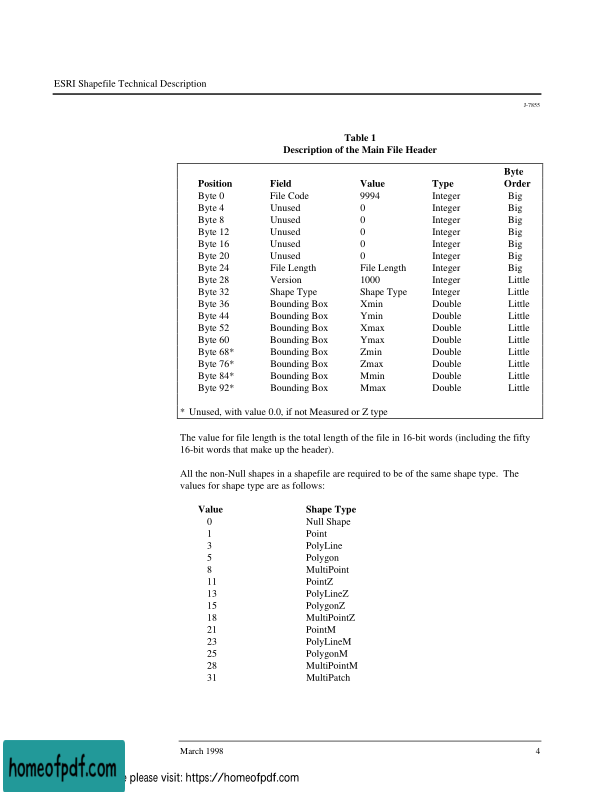 ESRI Shapefile Technical Description
J-7855
Table 1
Description of the Main File Header
Byte
Position Field Value Type Order
Byte 0 File Code 9994 Integer Big
Byte 4 Unused 0 Integer Big
Byte 8 Unused 0 Integer Big
Byte 12 Unused 0 Integer Big
Byte 16 Unused 0 Integer Big
Byte 20 Unused 0 Integer Big
Byte 24 File Length File Length Integer Big
Byte 28 Version 1000 Integer Little
Byte 32 Shape Type Shape Type Integer Little
Byte 36 Bounding Box Xmin Double Little
Byte 44 Bounding Box Ymin Double Little
Byte 52 Bounding Box Xmax Double Little
Byte 60 Bounding Box Ymax Double Little
Byte 68* Bounding Box Zmin Double Little
Byte 76* Bounding Box Zmax Double Little
Byte 84* Bounding Box Mmin Double Little
Byte 92* Bounding Box Mmax Double Little
* Unused, with value 0.0, if not Measured or Z type
The value for file length is the total length of the file in 16-bit words (including the fifty
16-bit words that make up the header).
All the non-Null shapes in a shapefile are required to be of the same shape type. The
values for shape type are as follows:
Value Shape Type
0 Null Shape
1 Point
3 PolyLine
5 Polygon
8 MultiPoint
11 PointZ
13 PolyLineZ
15 PolygonZ
18 MultiPointZ
21 PointM
23 PolyLineM
25 PolygonM
28 MultiPointM
31 MultiPatch
March 1998 4
homeofpdf.com
please visit: https://homeofpdf.com